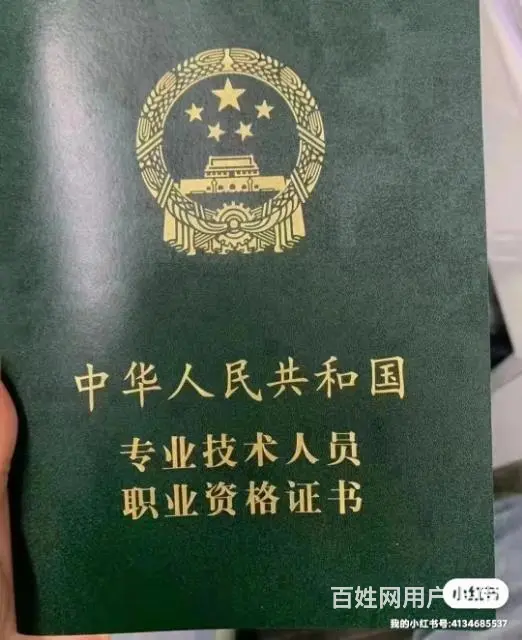 中华人民共和国
专业技术人员
职业资格证书
小红书
百姓网用户
我的小红书号:4134685537